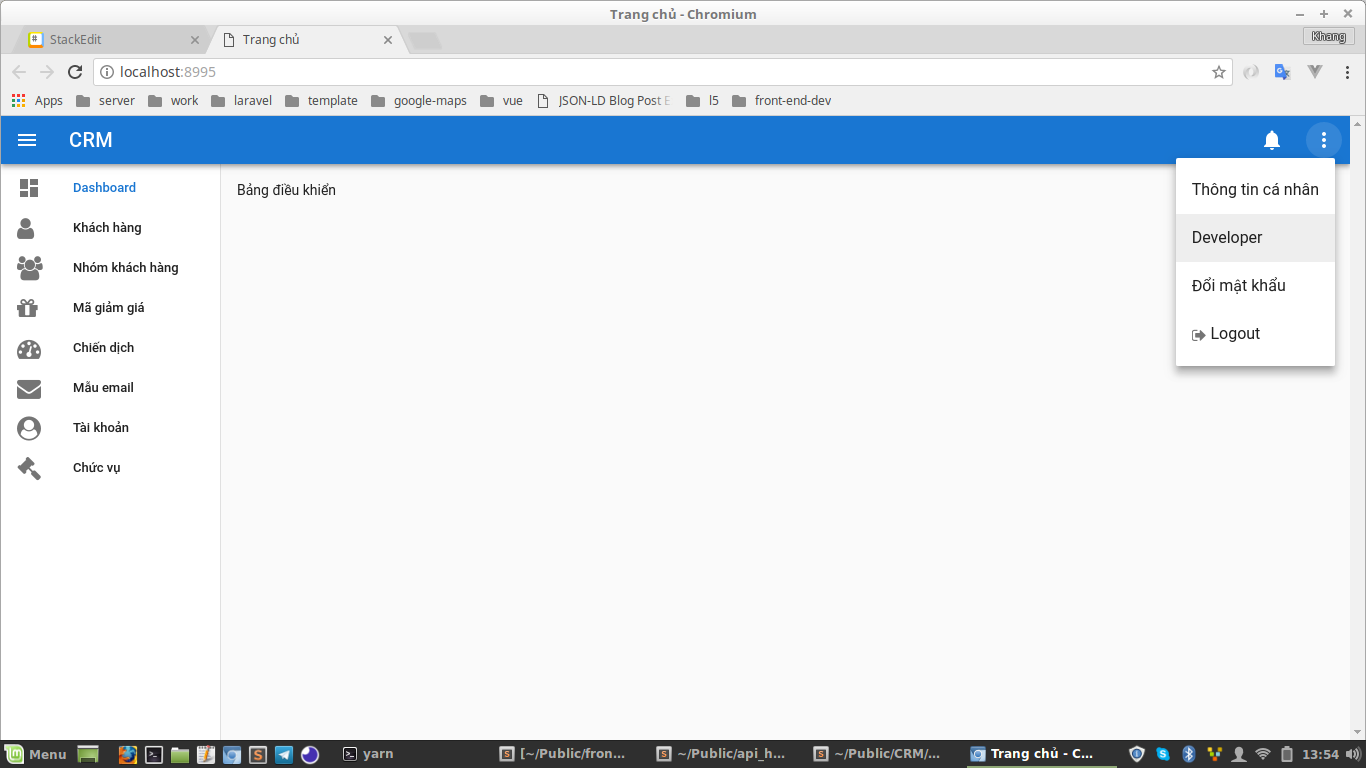 Trang chủ - Chromium
StackEdit
Trang chủ
Khang
localhost:8995
Apps server work laravel template google-maps vue JSON-LD Blog Post E l5 front-end-dev
CRM
Dashboard
Khách hàng
Nhóm khách hàng
Mã giảm giá
Chiến dịch
Mẫu email
Tài khoản
Chức vụ
Bảng điều khiển
Thông tin cá nhân
Developer
Đổi mật khẩu
Logout
Menu yarn [~/Public/fron... ~/Public/api_h... ~/Public/CRM/... Trang chủ - C... 13:54